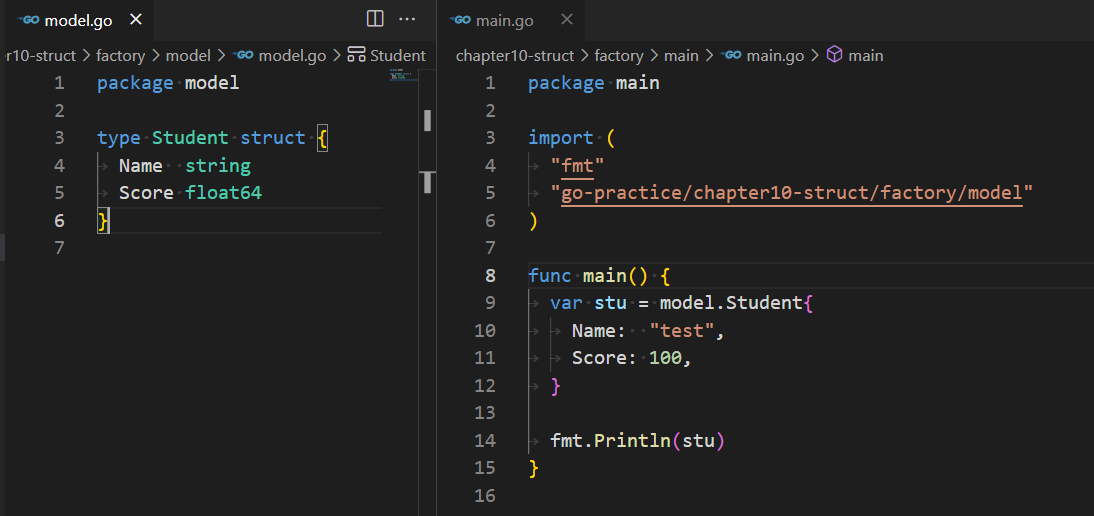 model.go
r10-struct > factory > model > model.go > Student
1 package model
2
3 type Student struct {
4 Name string
5 Score float64
6 }
7
main.go
chapter10-struct > factory > main > main.go > main
1 package main
2
3 import (
4 "fmt"
5 "go-practice/chapter10-struct/factory/model"
6 )
7
8 func main() {
9 var stu = model.Student{
10 Name: "test",
11 Score: 100,
12 }
13
14 fmt.Println(stu)
15 }
16